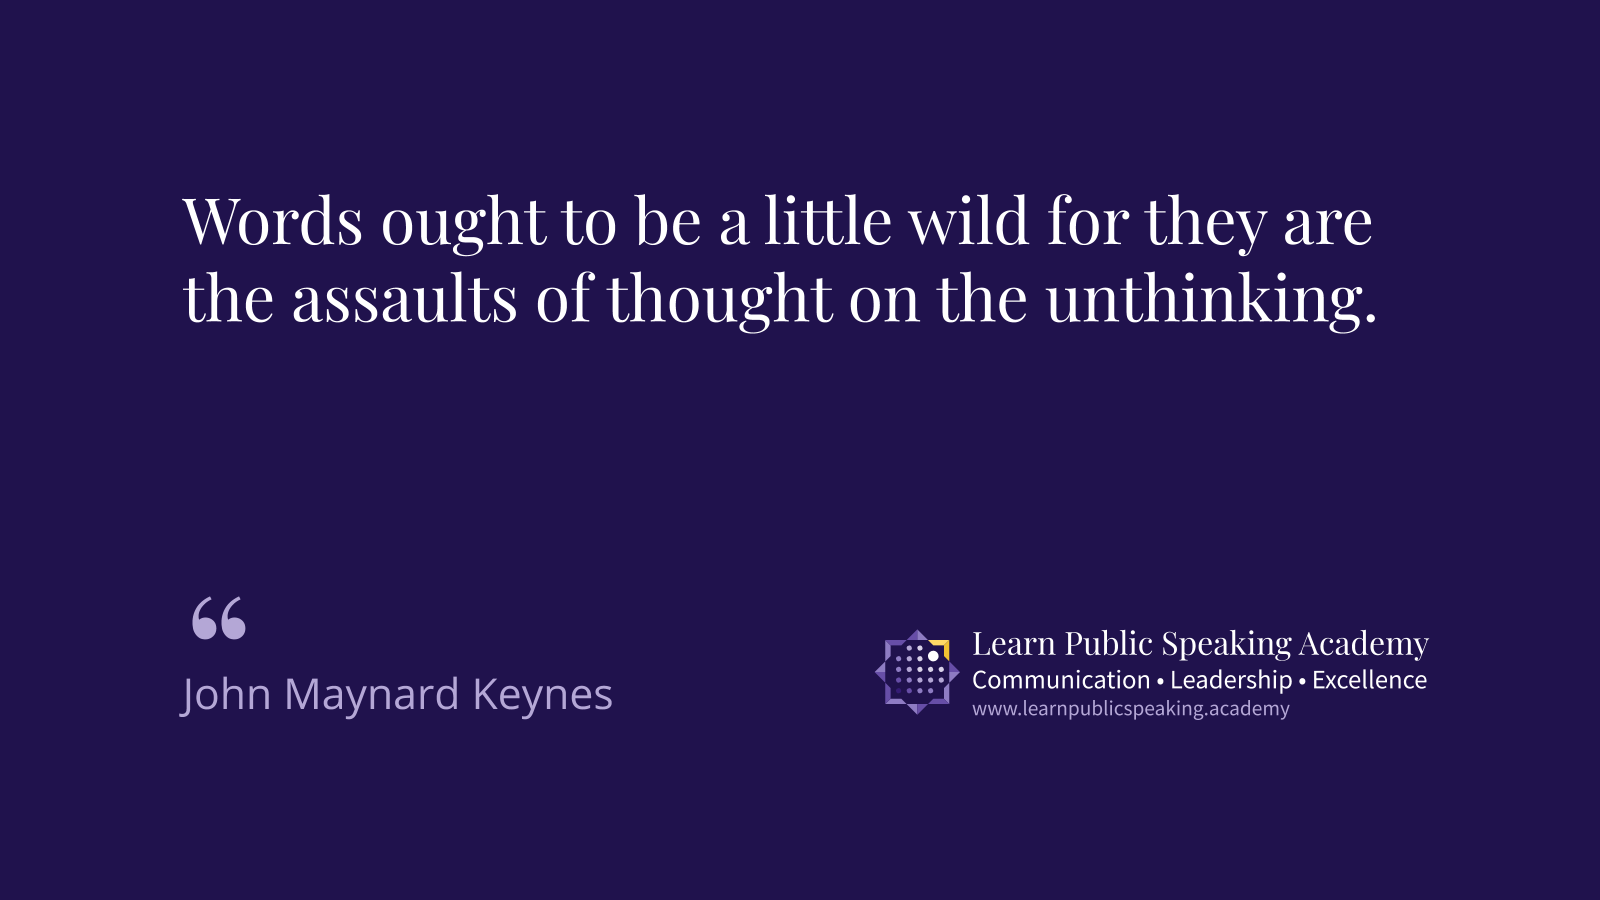 Words ought to be a little wild for they are
the assaults of thought on the unthinking.
“
John Maynard Keynes
Learn Public Speaking Academy
Communication • Leadership • Excellence
www.learnpublicspeaking.academy